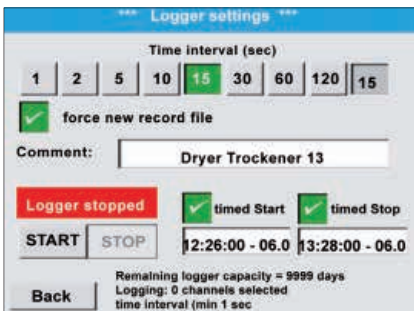 *** Logger settings ***
Time interval (sec)
1 2 5 10 15 30 60 120 15
force new record file
Comment: Dryer Trockener 13
Logger stopped timed Start timed Stop
START STOP 12:26:00 - 06.0 13:28:00 - 06.0
Remaining logger capacity = 9999 days
Logging: 0 channels selected
time interval (min 1 sec
Back